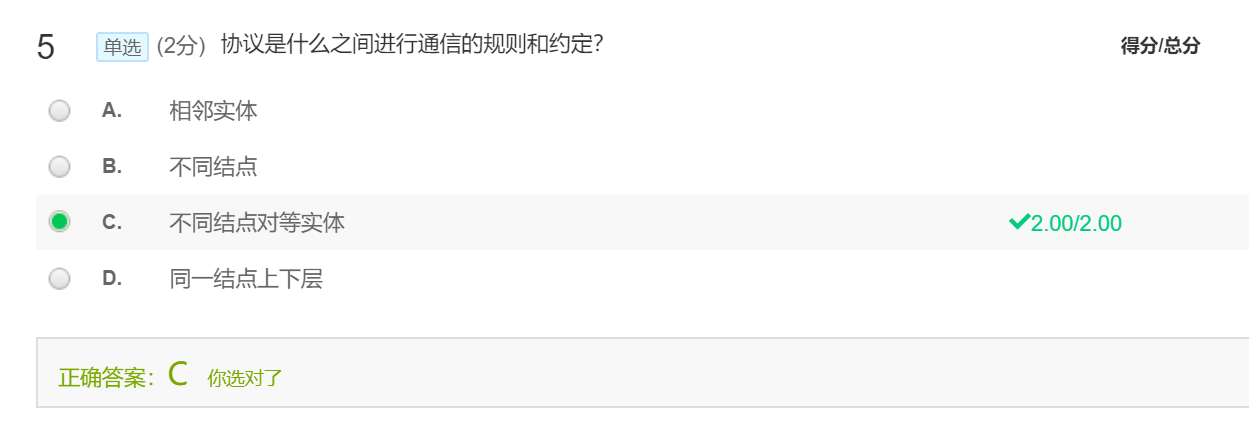 5 单选 (2分) 协议是什么之间进行通信的规则和约定? 得分/总分
A. 相邻实体
B. 不同结点
C. 不同结点对等实体 2.00/2.00
D. 同一结点上下层
正确答案：C 你选对了